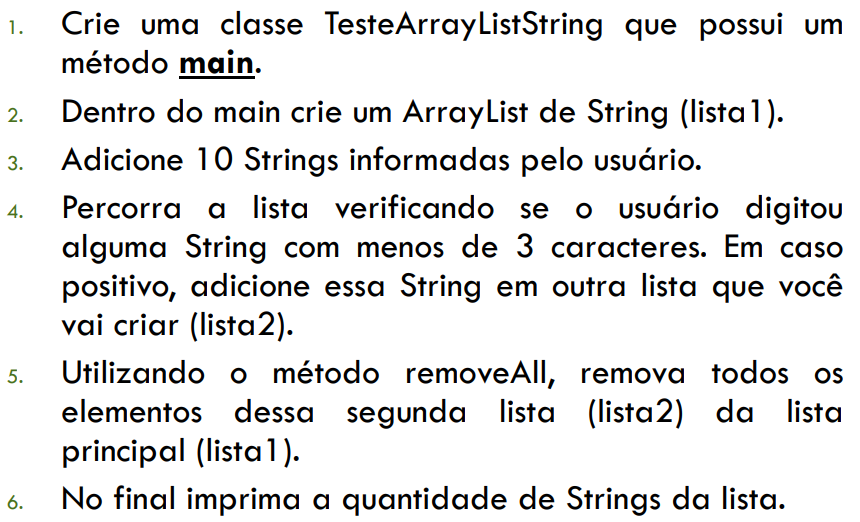 1. Crie uma classe TesteArrayListString que possui um
método main.
2. Dentro do main crie um ArrayList de String (lista1).
3. Adicione 10 Strings informadas pelo usuário.
4. Percorra a lista verificando se o usuário digitou
alguma String com menos de 3 caracteres. Em caso
positivo, adicione essa String em outra lista que você
vai criar (lista2).
5. Utilizando o método removeAll, remova todos os
elementos dessa segunda lista (lista2) da lista
principal (lista1).
6. No final imprima a quantidade de Strings da lista.